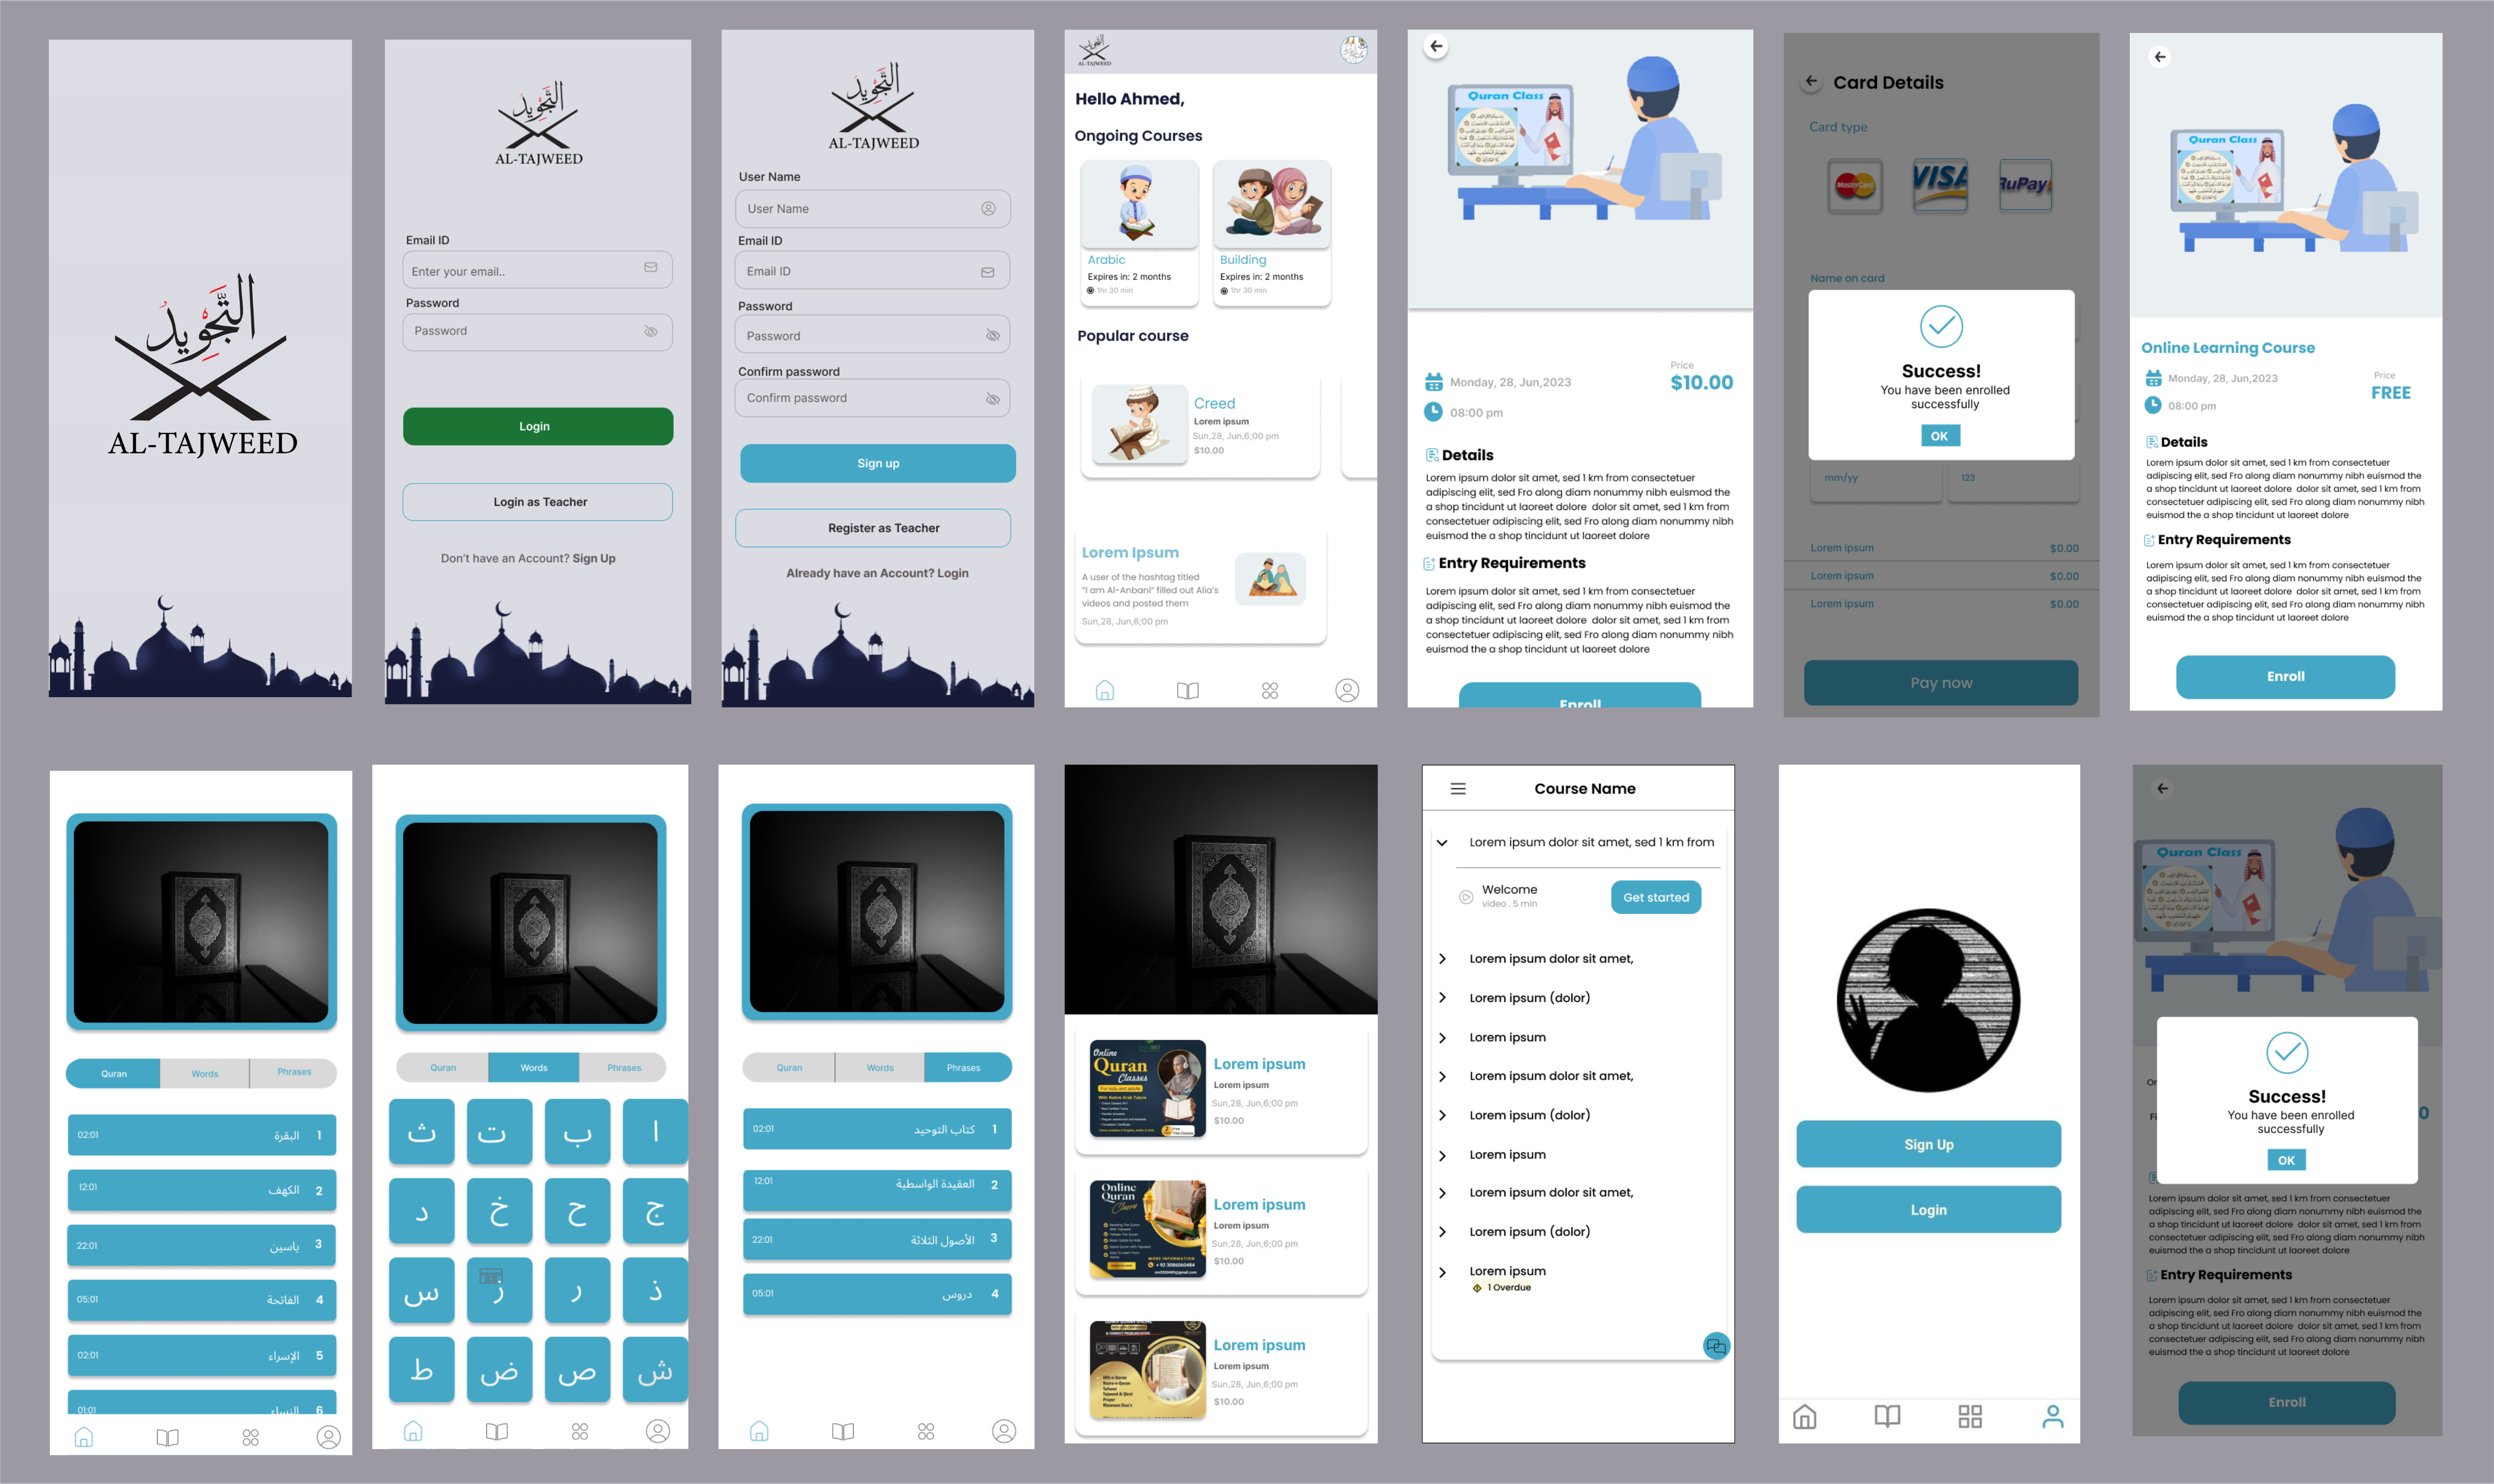 التَّجْوِيدُ
AL-TAJWEED
التَّجْوِيدُ
AL-TAJWEED
Email ID
Enter your email..
Password
Password
Login
Login as Teacher
Don't have an Account? Sign Up
التَّجْوِيدُ
AL-TAJWEED
User Name
User Name
Email ID
Email ID
Password
Password
Confirm password
Confirm password
Sign up
Register as Teacher
Already have an Account? Login
AL-TAJWEED
Hello Ahmed,
Ongoing Courses
Arabic
Expires in: 2 months
1hr 30 min
Building
Expires in: 2 months
1hr 30 min
Popular course
Creed
Lorem ipsum
Sun,28, Jun,6;00 pm
$10.00
Lorem Ipsum
A user of the hashtag titled
"I am Al-Anbani" filled out Alia's
videos and posted them
Sun,28, Jun,6;00 pm
Quran Class
Monday, 28, Jun,2023
Price
$10.00
08:00 pm
Details
Lorem ipsum dolor sit amet, sed 1 km from consectetuer
adipiscing elit, sed Fro along diam nonummy nibh euismod the
a shop tincidunt ut laoreet dolore  dolor sit amet, sed 1 km from
consectetuer adipiscing elit, sed Fro along diam nonummy nibh
euismod the a shop tincidunt ut laoreet dolore
Entry Requirements
Lorem ipsum dolor sit amet, sed 1 km from consectetuer
adipiscing elit, sed Fro along diam nonummy nibh euismod the
a shop tincidunt ut laoreet dolore  dolor sit amet, sed 1 km from
consectetuer adipiscing elit, sed Fro along diam nonummy nibh
euismod the a shop tincidunt ut laoreet dolore
Enroll
Card Details
Card type
MasterCard
VISA
RuPay
Name on card
Success!
You have been enrolled
successfully
OK
mm/yy
123
Lorem ipsum $0.00
Lorem ipsum $0.00
Lorem ipsum $0.00
Pay now
Quran Class
Online Learning Course
Monday, 28, Jun,2023
Price
FREE
08:00 pm
Details
Lorem ipsum dolor sit amet, sed 1 km from consectetuer
adipiscing elit, sed Fro along diam nonummy nibh euismod the
a shop tincidunt ut laoreet dolore  dolor sit amet, sed 1 km from
consectetuer adipiscing elit, sed Fro along diam nonummy nibh
euismod the a shop tincidunt ut laoreet dolore
Entry Requirements
Lorem ipsum dolor sit amet, sed 1 km from consectetuer
adipiscing elit, sed Fro along diam nonummy nibh euismod the
a shop tincidunt ut laoreet dolore  dolor sit amet, sed 1 km from
consectetuer adipiscing elit, sed Fro along diam nonummy nibh
euismod the a shop tincidunt ut laoreet dolore
Enroll
Quran Words Phrases
02:01 البقرة 1
12:01 الكهف 2
22:01 ياسين 3
05:01 الفاتحة 4
02:01 الإسراء 5
01:01 النساء 6
Quran Words Phrases
ا ب ت ث
ج ح خ د
ذ ر ز س
ش ص ض ط
Quran Words Phrases
02:01 كتاب التوحيد 1
12:01 العقيدة الواسطية 2
22:01 الأصول الثلاثة 3
05:01 دروس 4
Online
Quran
Classes
For kids and adults
With Native Arab Tutors
Lorem ipsum
Lorem ipsum
Sun,28, Jun,6;00 pm
$10.00
Online
Quran
Classes
MORE INFORMATION
+92 3086060484
Lorem ipsum
Lorem ipsum
Sun,28, Jun,6;00 pm
$10.00
Lorem ipsum
Lorem ipsum
Sun,28, Jun,6;00 pm
$10.00
Course Name
Lorem ipsum dolor sit amet, sed 1 km from
Welcome
video . 5 min
Get started
Lorem ipsum dolor sit amet,
Lorem ipsum (dolor)
Lorem ipsum
Lorem ipsum dolor sit amet,
Lorem ipsum (dolor)
Lorem ipsum
Lorem ipsum dolor sit amet,
Lorem ipsum (dolor)
Lorem ipsum
1 Overdue
Sign Up
Login
Quran Class
Success!
You have been enrolled
successfully
OK
Lorem ipsum dolor sit amet, sed 1 km from consectetuer
adipiscing elit, sed Fro along diam nonummy nibh euismod the
a shop tincidunt ut laoreet dolore  dolor sit amet, sed 1 km from
consectetuer adipiscing elit, sed Fro along diam nonummy nibh
euismod the a shop tincidunt ut laoreet dolore
Entry Requirements
Lorem ipsum dolor sit amet, sed 1 km from consectetuer
adipiscing elit, sed Fro along diam nonummy nibh euismod the
a shop tincidunt ut laoreet dolore  dolor sit amet, sed 1 km from
consectetuer adipiscing elit, sed Fro along diam nonummy nibh
euismod the a shop tincidunt ut laoreet dolore
Enroll